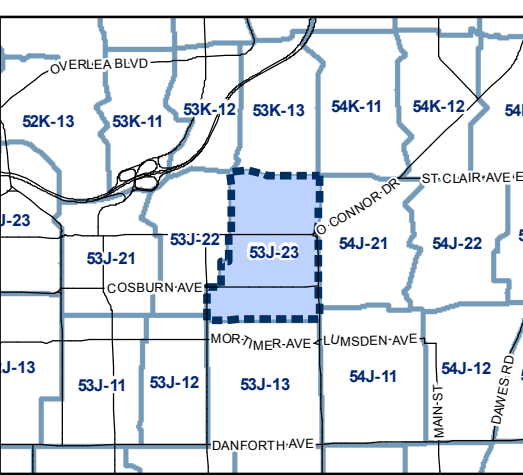 OVERLEA BLVD
52K-13
53K-11
53K-12
53K-13
54K-11
54K-12
54
ST CLAIR AVE E
O CONNOR DR
J-23
53J-21
53J-22
53J-23
54J-21
54J-22
COSBURN AVE
MORTIMER AVE
LUMSDEN AVE
J-13
53J-11
53J-12
53J-13
54J-11
54J-12
MAIN ST
DAWES RD
DANFORTH AVE